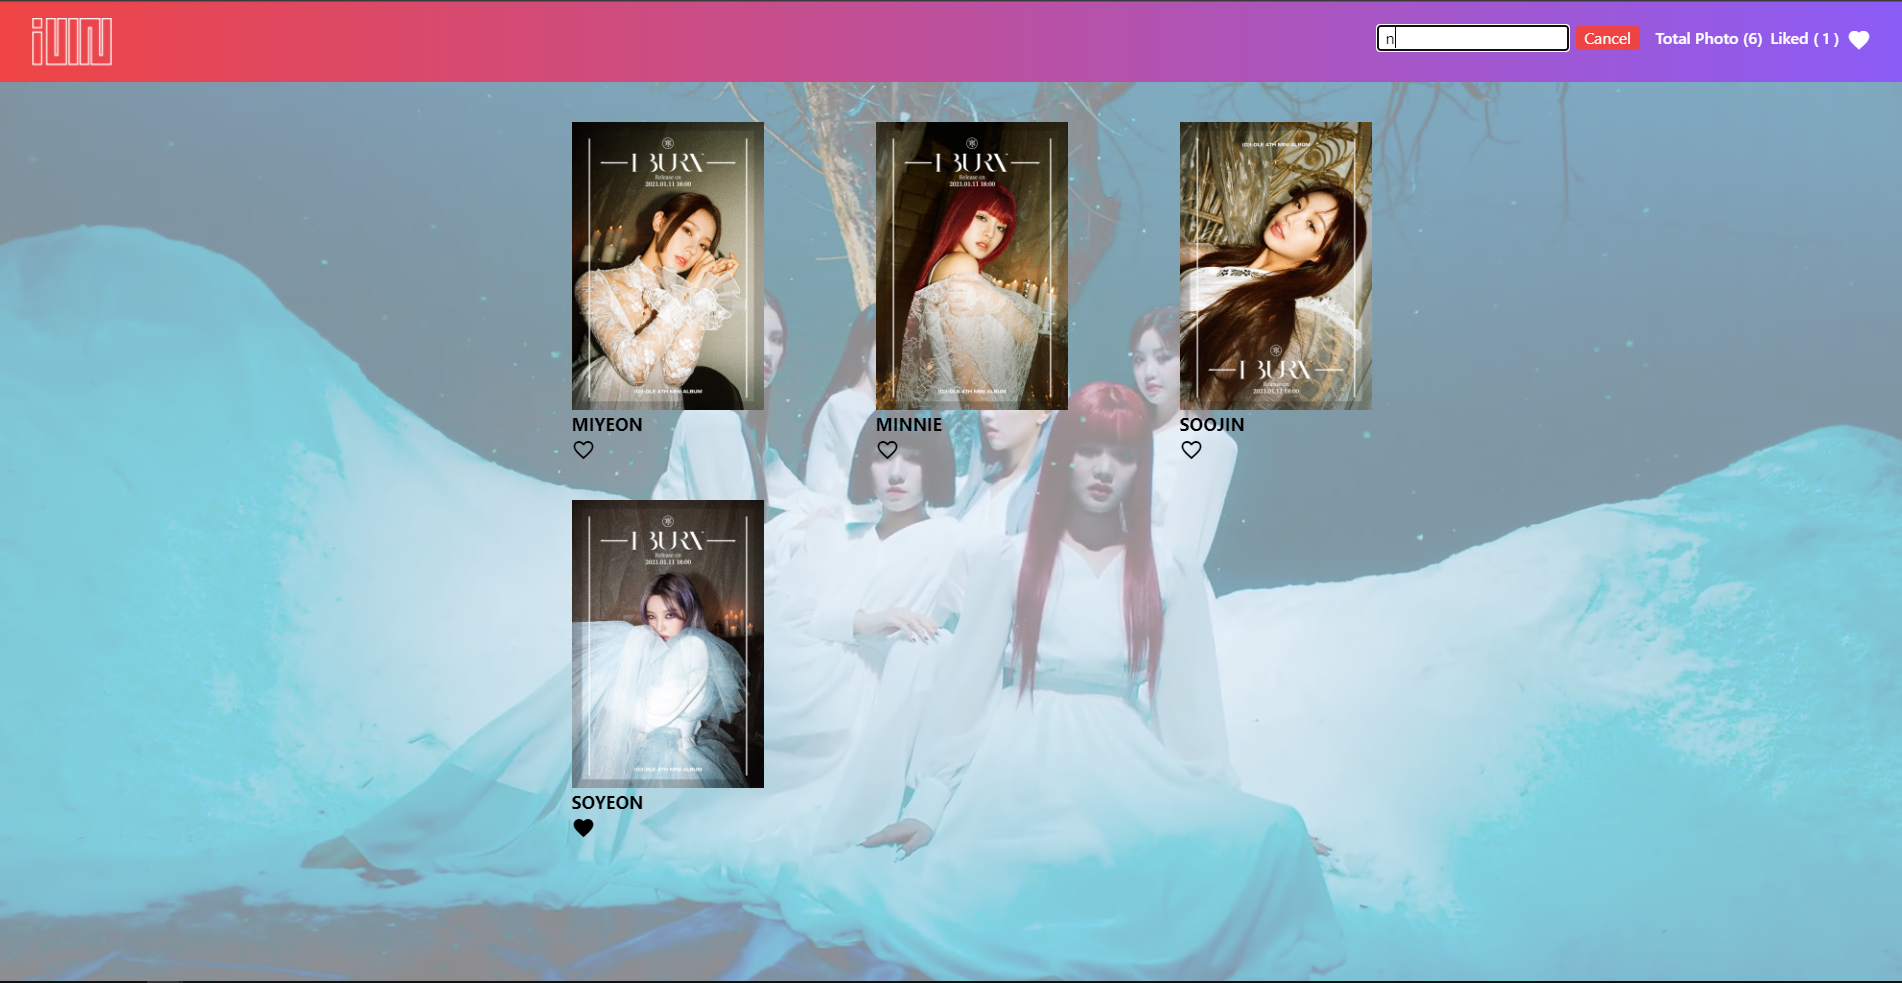 n
Cancel
Total Photo (6)
Liked ( 1 )
I BURN
Release on
2021.01.11 18:00
(G)I-DLE 4TH MINI ALBUM
MIYEON
I BURN
Release on
2021.01.11 18:00
(G)I-DLE 4TH MINI ALBUM
MINNIE
(G)I-DLE 4TH MINI ALBUM
I BURN
Release on
2021.01.11 18:00
SOOJIN
I BURN
Release on
2021.01.11 18:00
(G)I-DLE 4TH MINI ALBUM
SOYEON